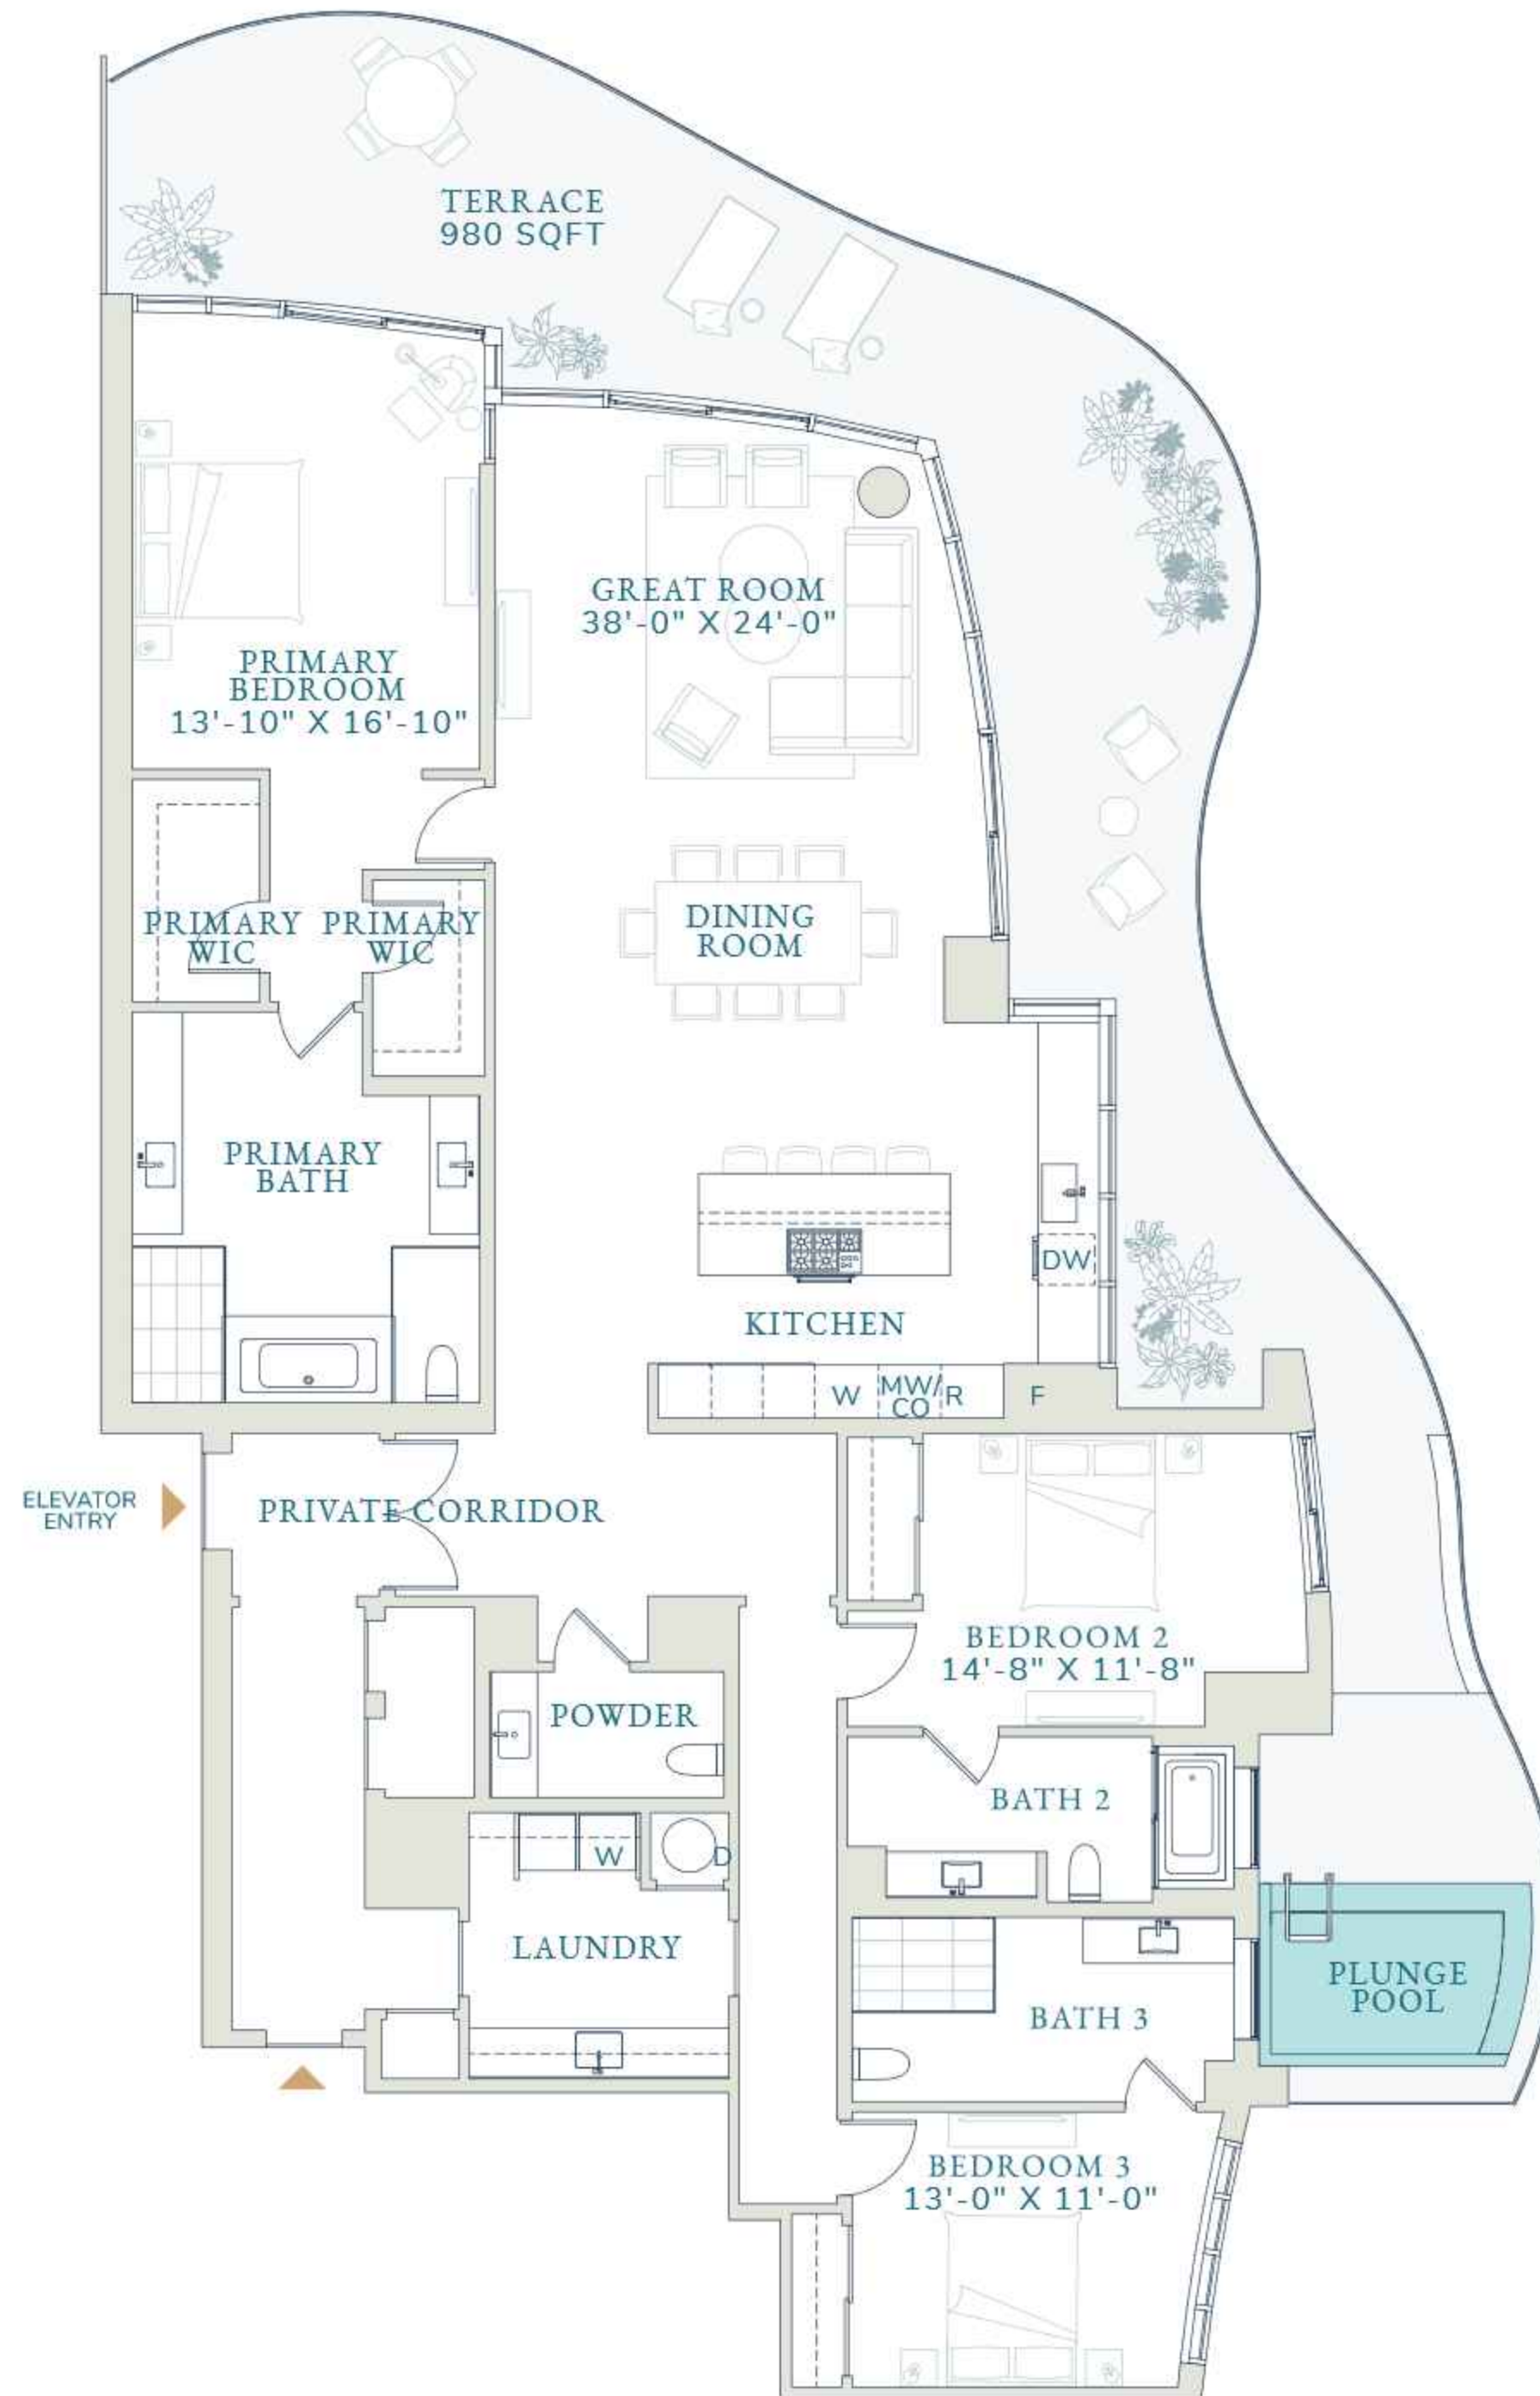 TERRACE
980 SQFT
GREAT ROOM
38'-0" X 24'-0"
PRIMARY
BEDROOM
13'-10" X 16'-10"
PRIMARY
WIC
PRIMARY
WIC
DINING
ROOM
PRIMARY
BATH
DW
KITCHEN
W
MW/
CO
R
F
ELEVATOR
ENTRY
PRIVATE CORRIDOR
BEDROOM 2
14'-8" X 11'-8"
POWDER
BATH 2
W
D
LAUNDRY
PLUNGE
POOL
BATH 3
BEDROOM 3
13'-0" X 11'-0"